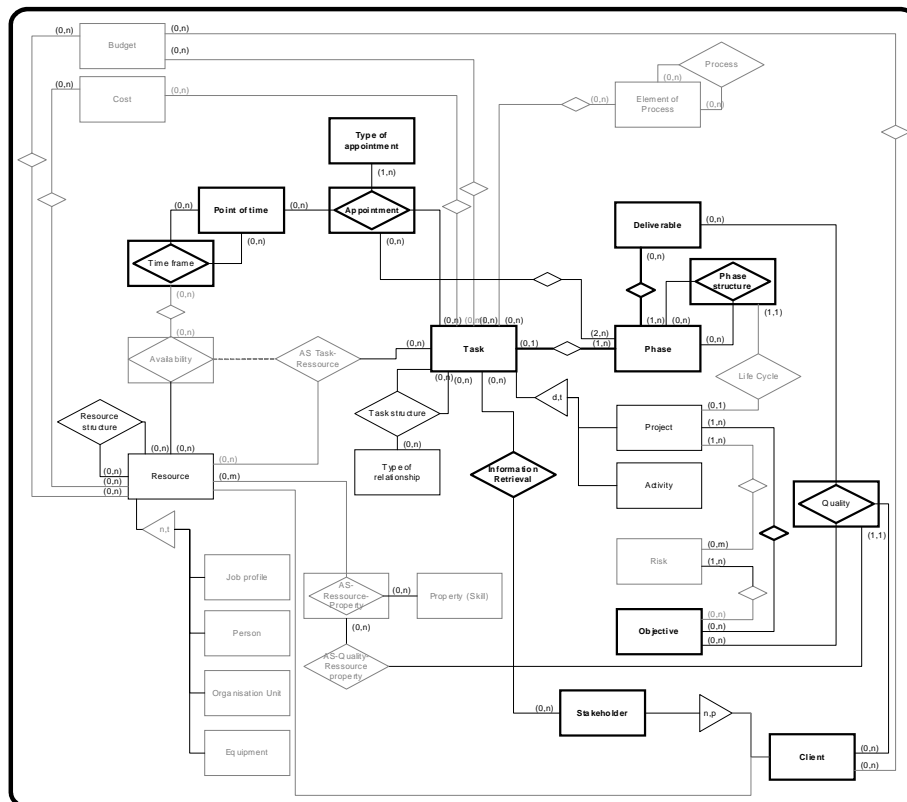 (0,n)
(0,n)
Budget
(0,n)
Process
(0,n)
(0,n)
Cost
(0,n)
(0,n)
Element of
Process
(0,n)
Type of
appointment
(1,n)
Point of time
(0,n)
(0,n)
Appointment
(0,n)
(0,n)
Deliverable
(0,n)
(0,n)
(0,n)
Time frame
Phase
structure
(0,n)
(1,1)
(0,n)
Availability
AS Task-
Ressource
(0,n)
(0,n)
(0,n)
(0,n)
(0,n)
Task
(0,1)
(1,n)
(2,n)
(1,n)
(0,n)
Phase
(0,n)
Life Cycle
(0,n)
(0,n)
(0,n)
d,t
Task structure
(0,n)
Type of
relationship
Resource
structure
(0,n)
(0,n)
(0,n)
(0,n)
(0,n)
Resource
(0,n)
(0,m)
Information
Retrieval
(0,1)
Project
(1,n)
(1,n)
Activity
Quality
(1,1)
n,t
Job profile
Person
Organisation Unit
Equipment
AS-
Ressource-
Property
(0,n)
Property (Skill)
(0,n)
AS-Quality-
Ressource
property
Risk
(0,m)
(1,n)
Objective
(0,n)
(0,n)
(0,n)
(0,n)
Stakeholder
n,p
Client
(0,n)
(0,n)